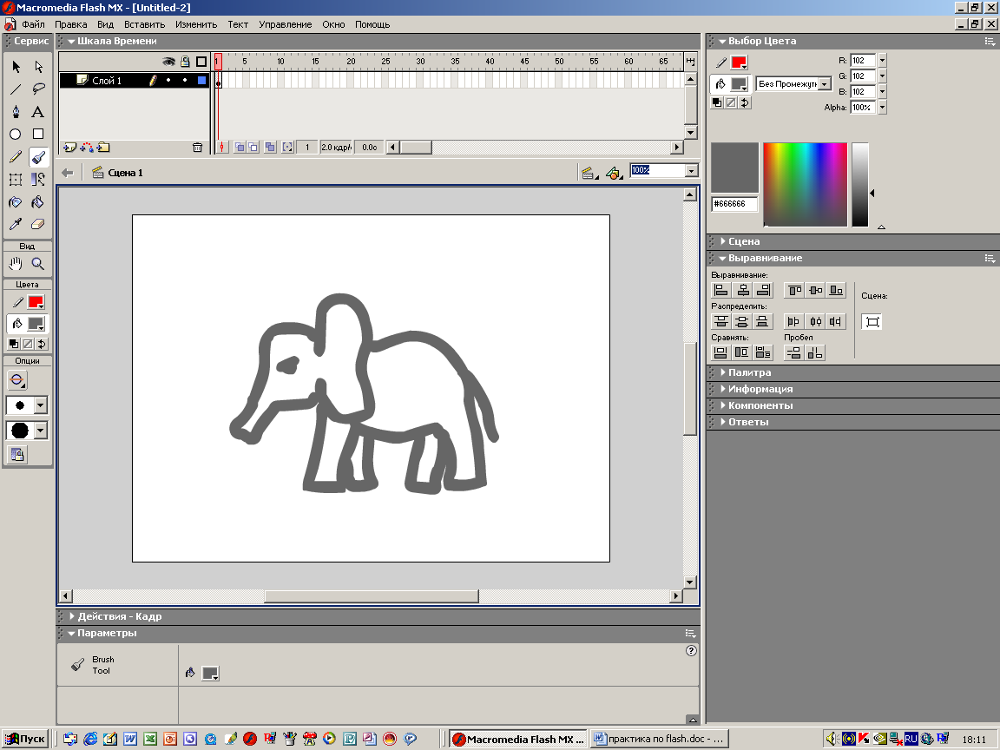 Macromedia Flash MX - [Untitled-2]
Файл Правка Вид Вставить Изменить Тект Управление Окно Помощь
Сервис
Шкала Времени
1 5 10 15 20 25 30 35 40 45 50 55 60 65
Слой 1
1 2.0 кдр/ 0.0с
Сцена 1
100%
Вид
Цвета
Опции
Выбор Цвета
R: 102
G: 102
Без Промежутк
B: 102
Alpha: 100%
#666666
Сцена
Выравнивание
Выравнивание:
Сцена:
Распределить:
Сравнять: Пробел
Палитра
Информация
Компоненты
Ответы
Действия - Кадр
Параметры
Brush
Tool
Пуск
Macromedia Flash MX ...
практика по flash.doc - ...
RU
18:11